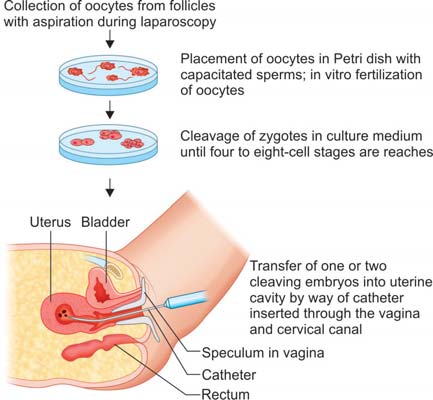 Collection of oocytes from follicles
with aspiration during laparoscopy
Placement of oocytes in Petri dish with
capacitated sperms; in vitro fertilization
of oocytes
Cleavage of zygotes in culture medium
until four to eight-cell stages are reaches
Uterus Bladder
Transfer of one or two
cleaving embryos into uterine
cavity by way of catheter
inserted through the vagina
and cervical canal
Speculum in vagina
Catheter
Rectum